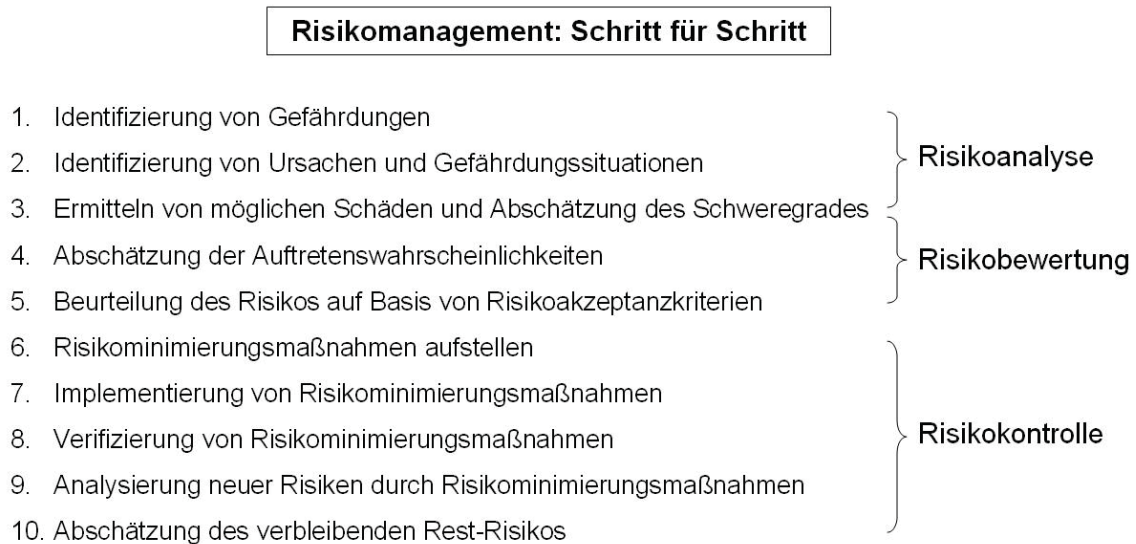 Risikomanagement: Schritt für Schritt
1. Identifizierung von Gefährdungen
2. Identifizierung von Ursachen und Gefährdungssituationen
3. Ermitteln von möglichen Schäden und Abschätzung des Schweregrades
Risikoanalyse
4. Abschätzung der Auftretenswahrscheinlichkeiten
5. Beurteilung des Risikos auf Basis von Risikoakzeptanzkriterien
Risikobewertung
6. Risikominimierungsmaßnahmen aufstellen
7. Implementierung von Risikominimierungsmaßnahmen
8. Verifizierung von Risikominimierungsmaßnahmen
9. Analysierung neuer Risiken durch Risikominimierungsmaßnahmen
10. Abschätzung des verbleibenden Rest-Risikos
Risikokontrolle